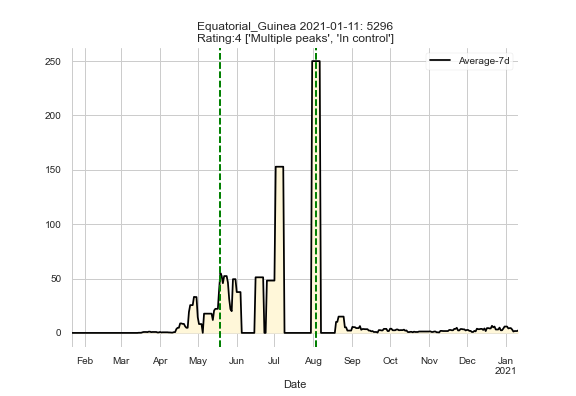 Equatorial_Guinea 2021-01-11: 5296
Rating:4 ['Multiple peaks', 'In control']
Average-7d
250
200
150
100
50
0
Feb Mar Apr May Jun Jul Aug Sep Oct Nov Dec Jan
2021
Date